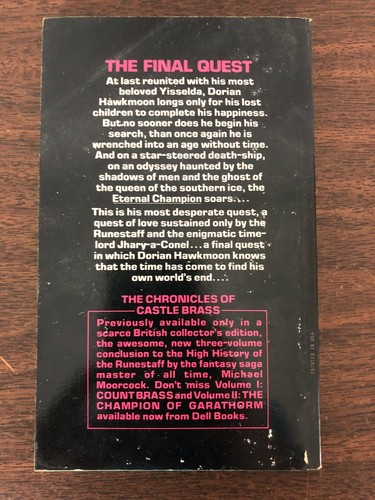 THE FINAL QUEST
At last reunited with his most
beloved Yisselda, Dorian
Hawkmoon longs only for his lost
children to complete his happiness.
But no sooner does he begin his
search, than once again he is
wrenched into an age without time.
And on a star-steered death-ship,
on an odyssey haunted by the
shadows of men and the ghost of
the queen of the southern ice, the
Eternal Champion soars....
This is his most desperate quest, a
quest of love sustained only by the
Runestaff and the enigmatic time-
lord Jhary-a-Conel...a final quest
in which Dorian Hawkmoon knows
that the time has come to find his
own world's end....
THE CHRONICLES OF
CASTLE BRASS
Previously available only in a
scarce British collector's edition,
the awesome, new three-volume
conclusion to the High History of
the Runestaff by the fantasy saga
master of all time, Michael
Moorcock. Don't miss Volume I:
COUNT BRASS and Volume II: THE
CHAMPION OF GARATHORM
available now from Dell Books.
PRINTED IN USA